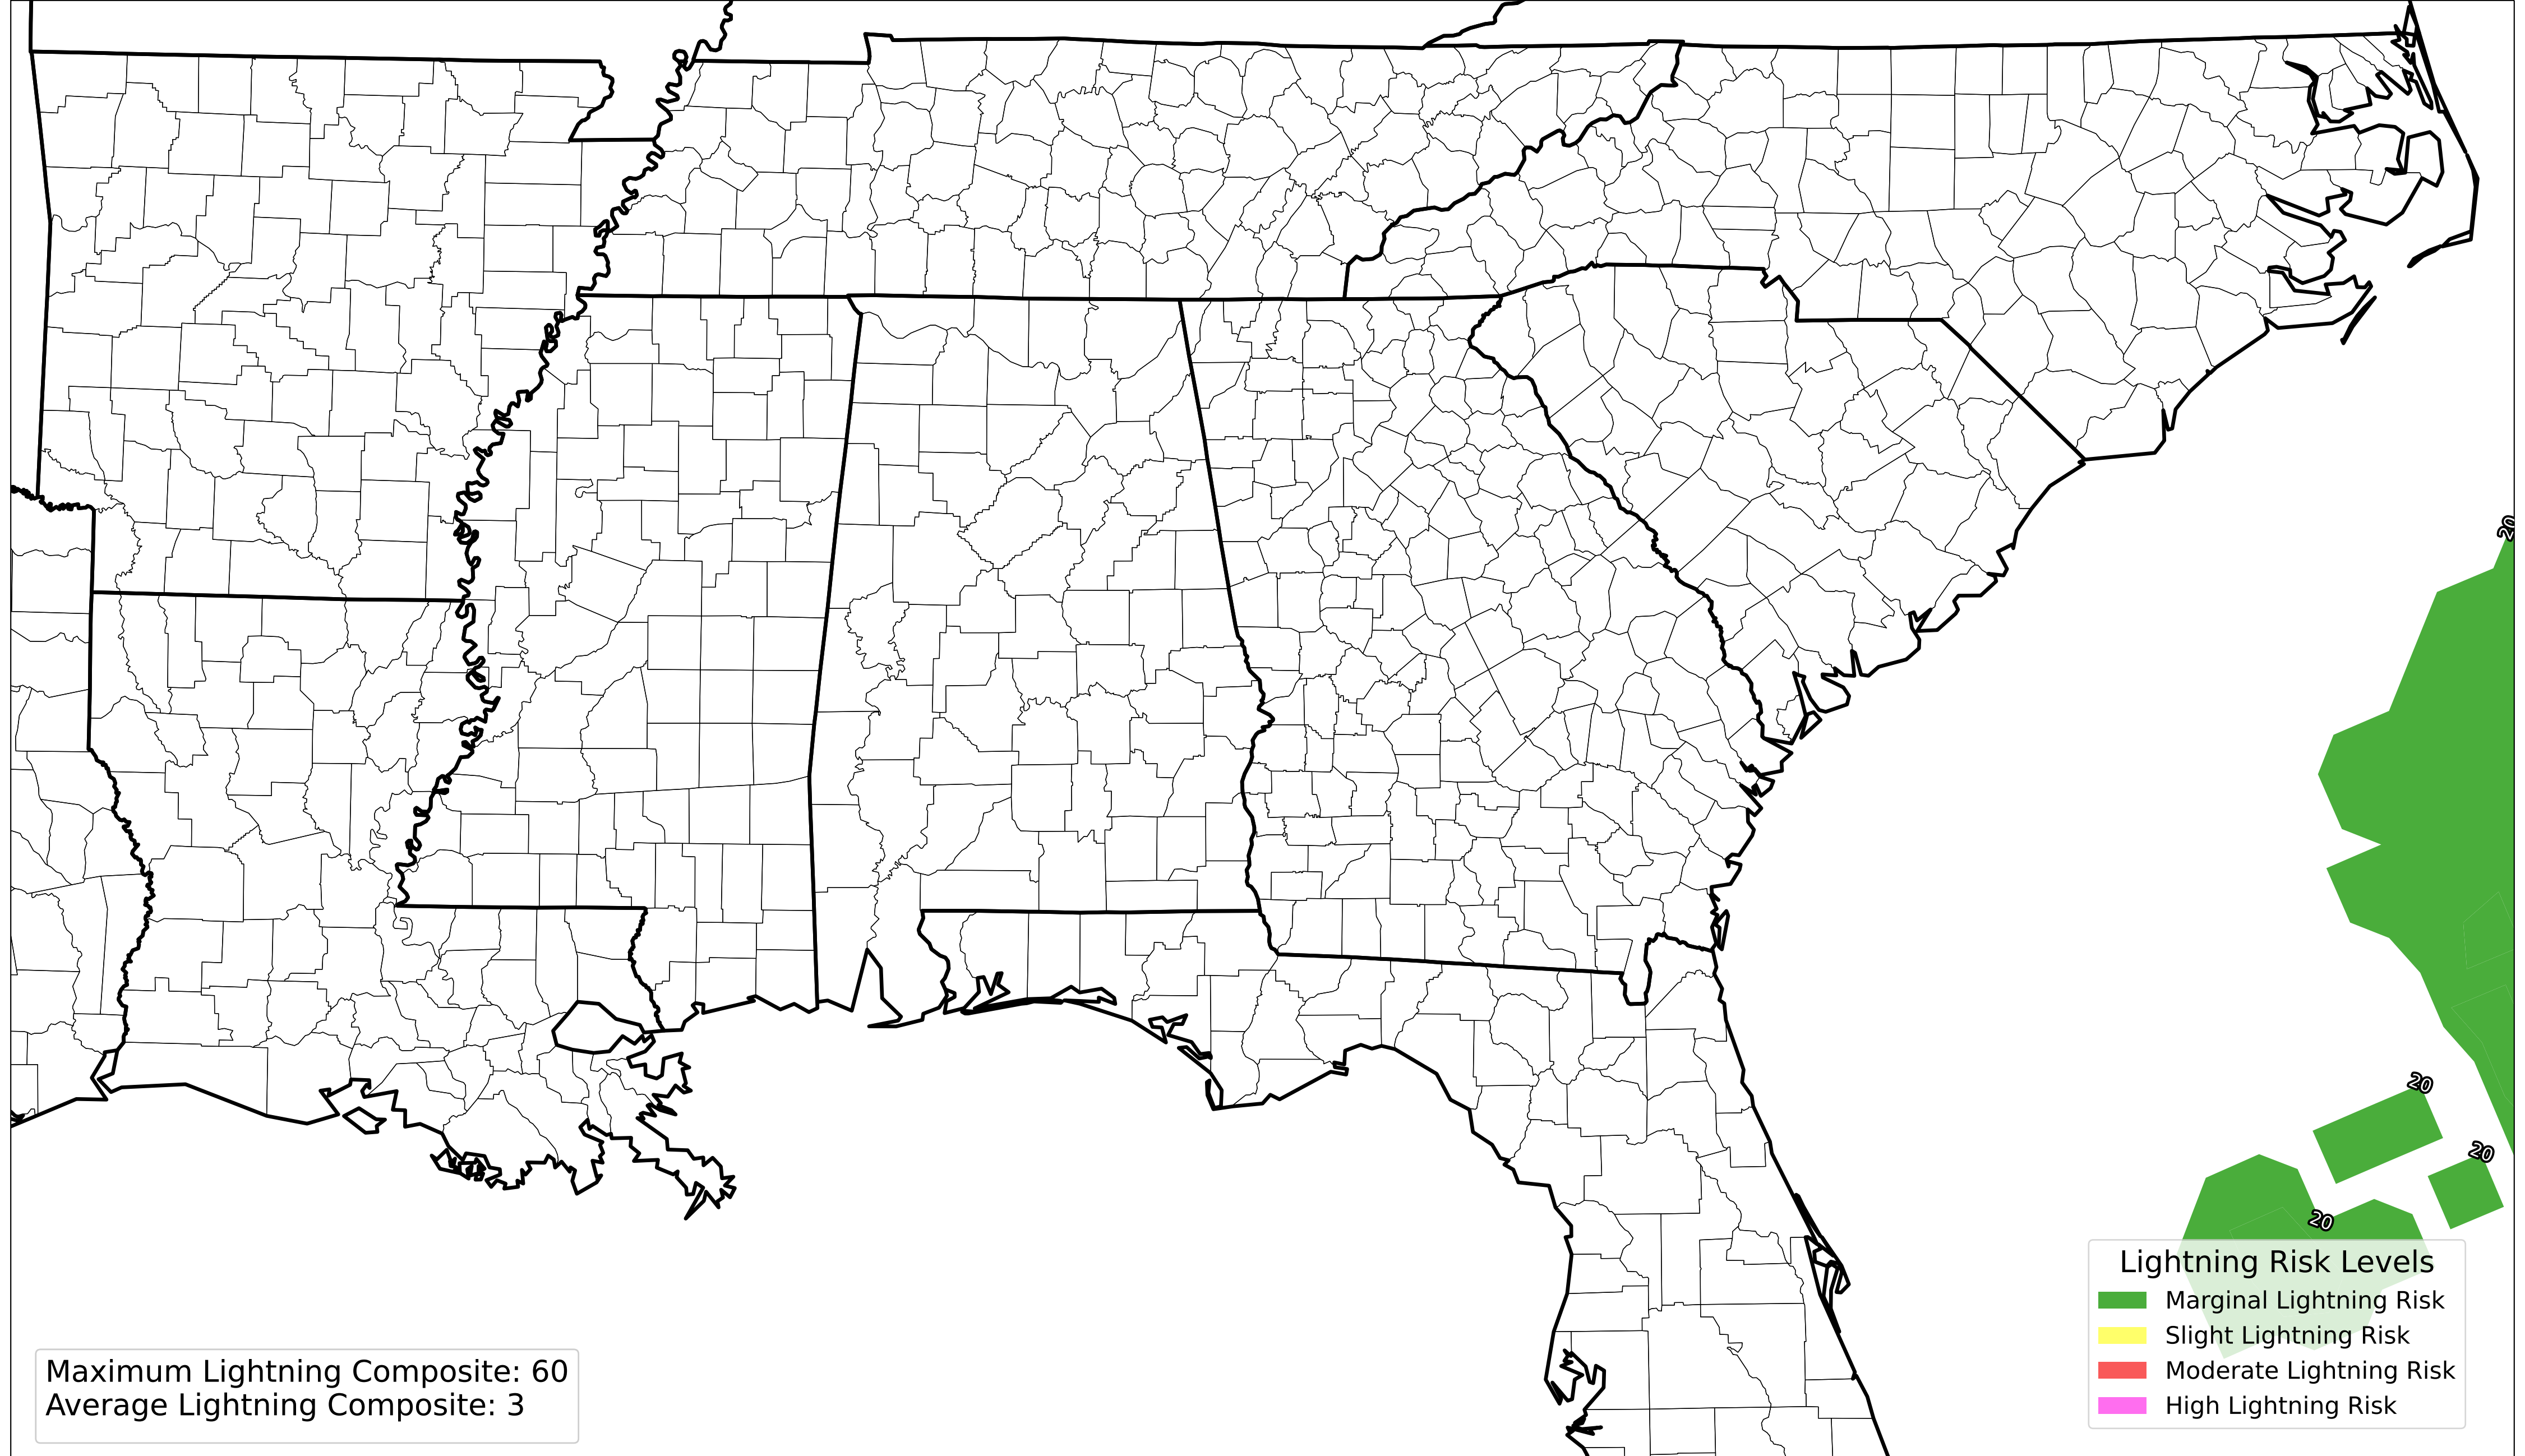 20
20
20
20
Lightning Risk Levels
Marginal Lightning Risk
Slight Lightning Risk
Moderate Lightning Risk
High Lightning Risk
Maximum Lightning Composite: 60
Average Lightning Composite: 3